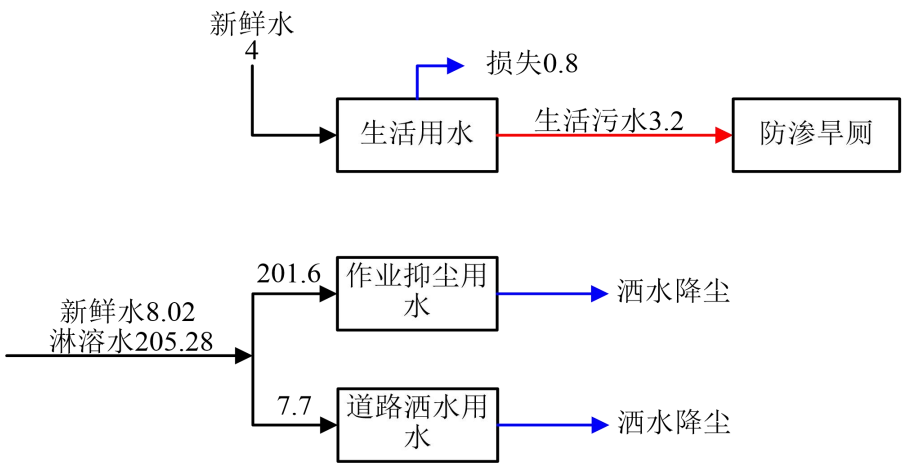 新鲜水
4
损失0.8
生活用水
生活污水3.2
防渗旱厕
201.6
作业抑尘用
水
洒水降尘
新鲜水8.02
淋溶水205.28
7.7
道路洒水用
水
洒水降尘